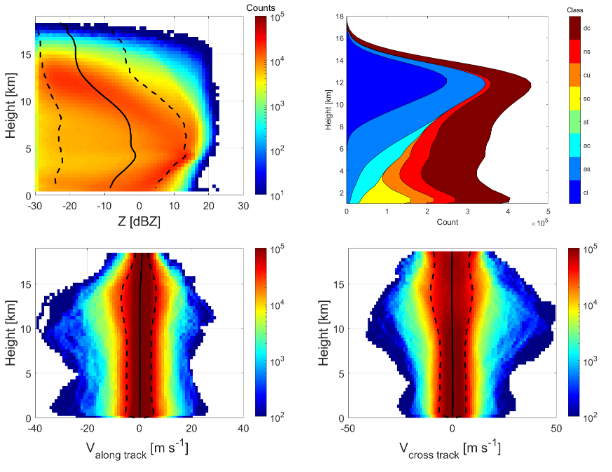 Counts
10^5
15
10^4
10
10^3
5
10^2
0
10^1
-30 -20 -10 0 10 20 30
Height [km]
Z [dBZ]
Class
18
16
14
12
10
8
6
4
2
0 1 2 3 4 5
Height [km]
Count
× 10^5
dc
ns
cu
sc
st
ac
as
ci
10^5
15
10^4
10
10^3
5
0
10^2
-40 -20 0 20 40
Height [km]
V along track [m s^-1]
10^5
15
10^4
10
10^3
5
0
10^2
-50 0 50
Height [km]
V cross track [m s^-1]